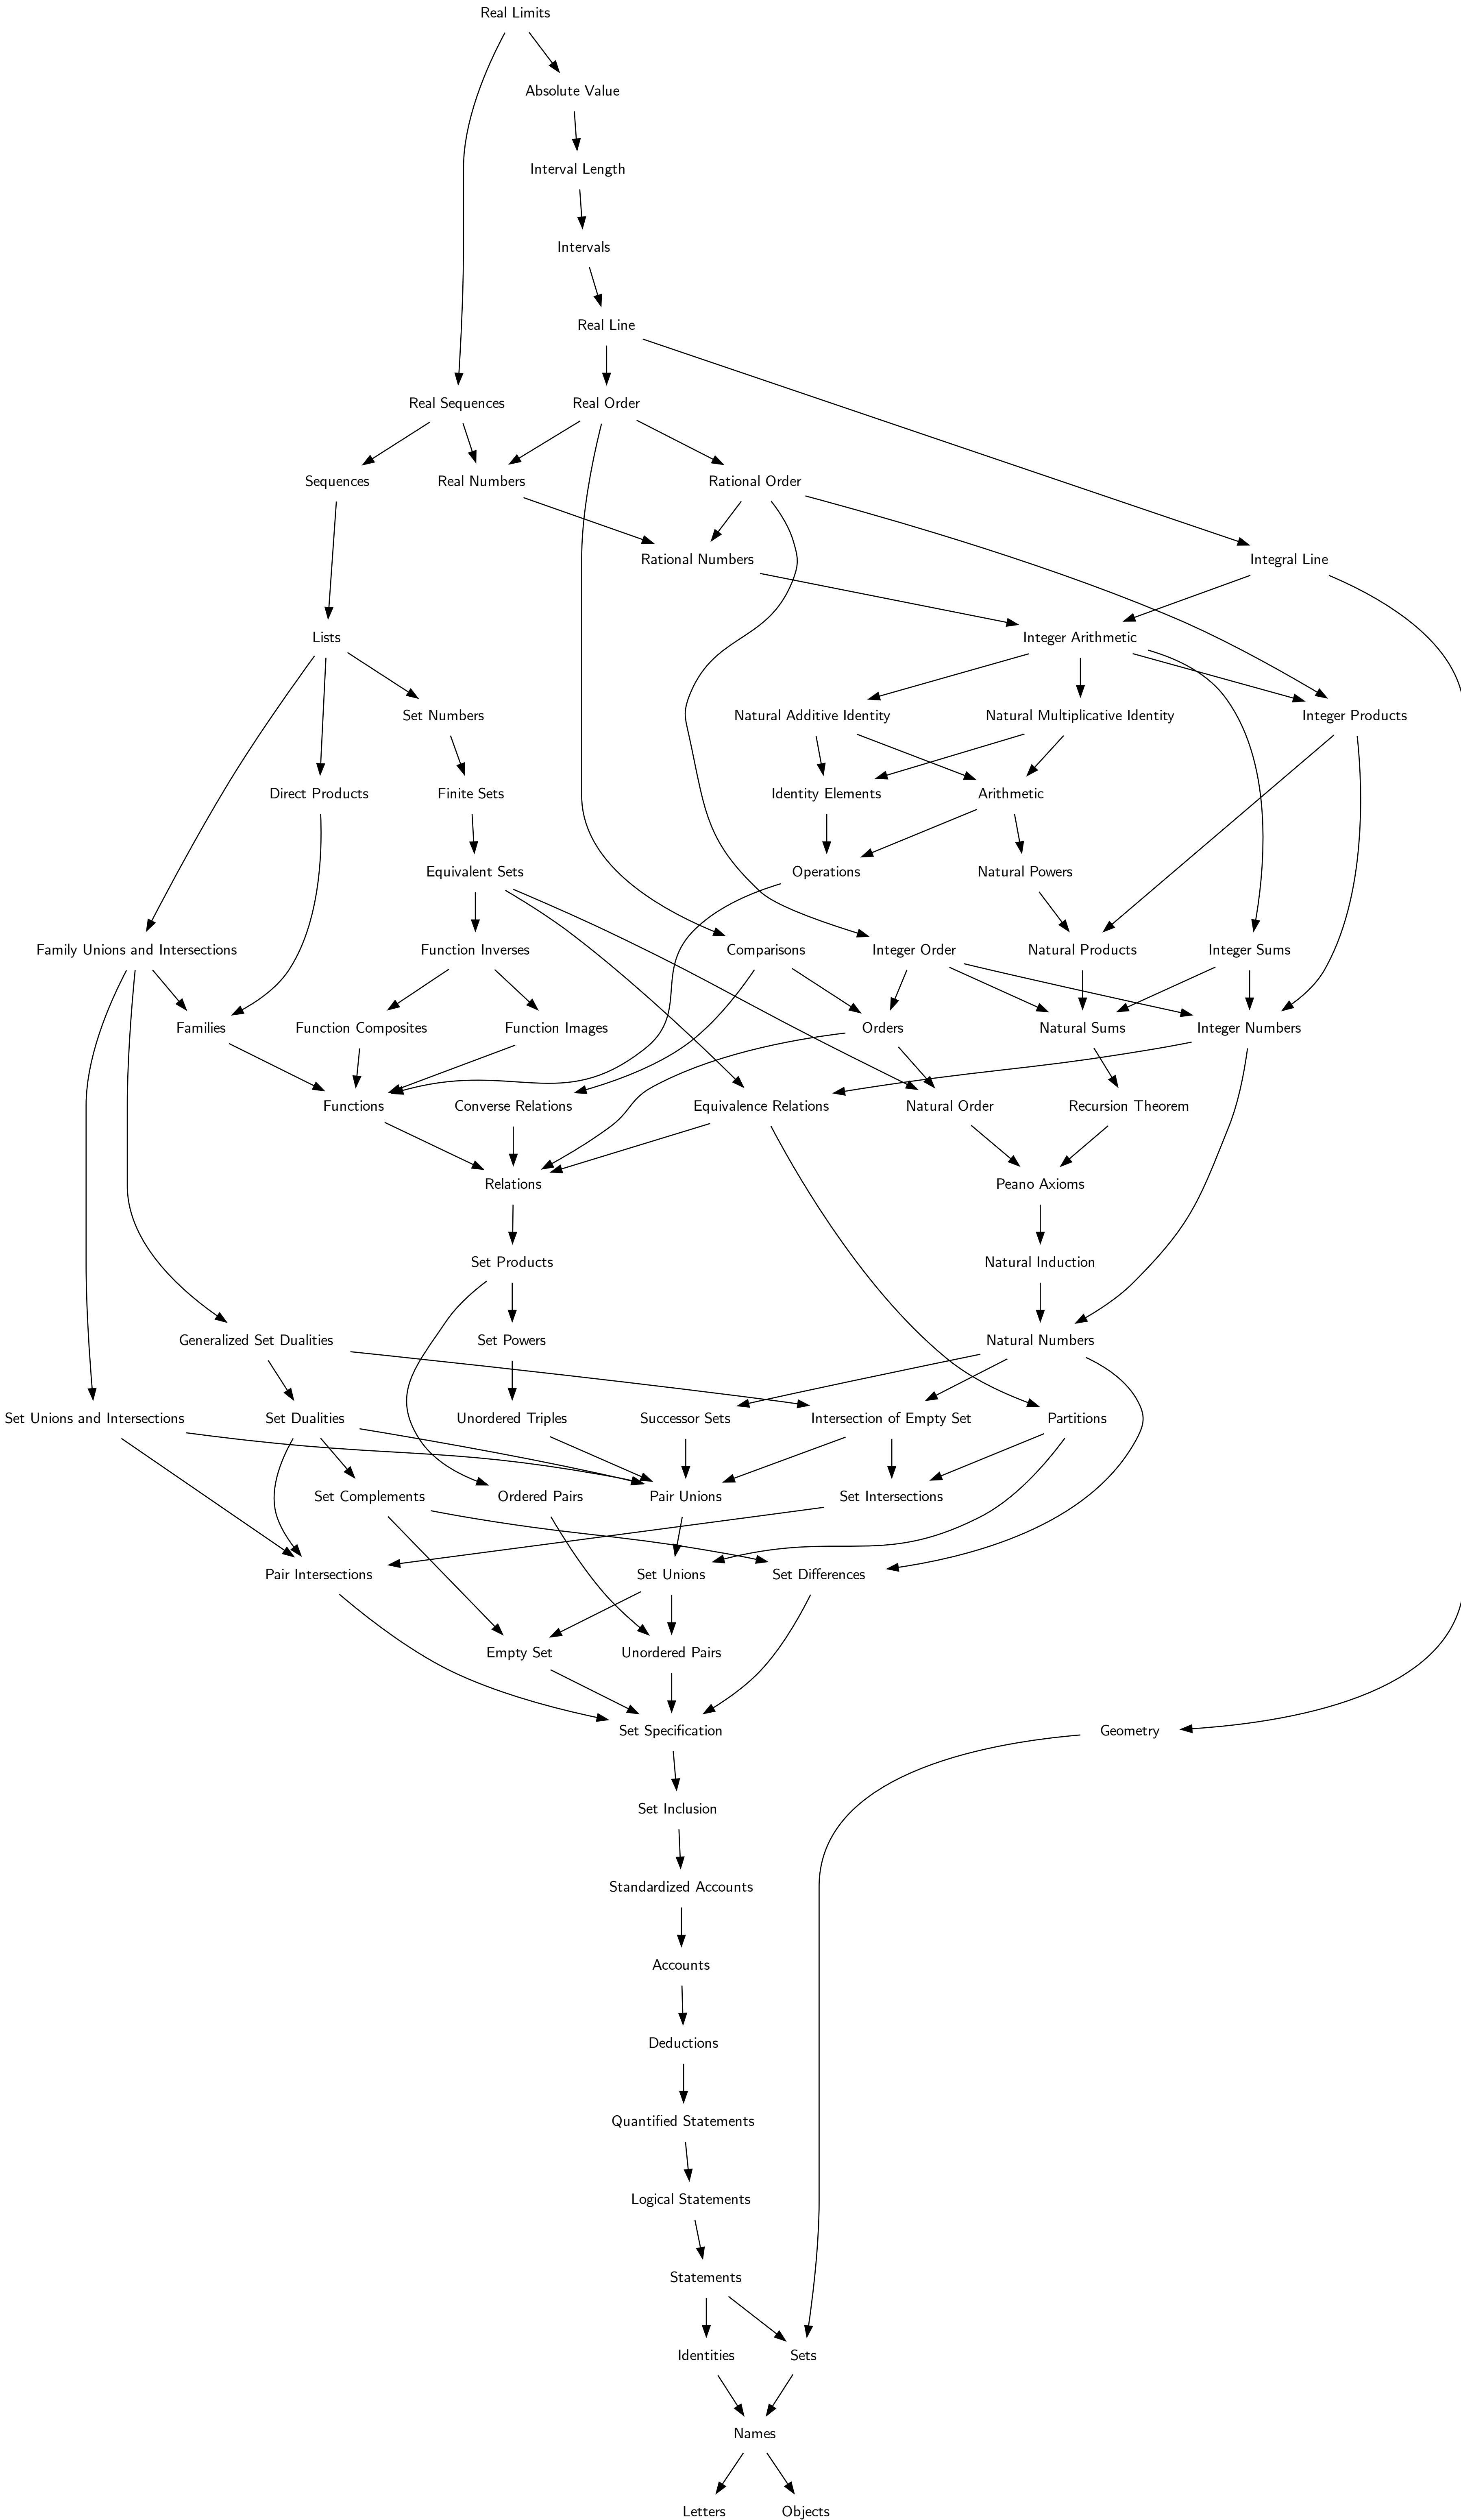 Real Limits
Absolute Value
Interval Length
Intervals
Real Line
Real Sequences
Real Order
Sequences
Real Numbers
Rational Order
Rational Numbers
Integral Line
Lists
Integer Arithmetic
Set Numbers
Natural Additive Identity
Natural Multiplicative Identity
Integer Products
Direct Products
Finite Sets
Identity Elements
Arithmetic
Equivalent Sets
Operations
Natural Powers
Family Unions and Intersections
Function Inverses
Comparisons
Integer Order
Natural Products
Integer Sums
Families
Function Composites
Function Images
Orders
Natural Sums
Integer Numbers
Functions
Converse Relations
Equivalence Relations
Natural Order
Recursion Theorem
Relations
Peano Axioms
Set Products
Natural Induction
Generalized Set Dualities
Set Powers
Natural Numbers
Set Unions and Intersections
Set Dualities
Unordered Triples
Successor Sets
Intersection of Empty Set
Partitions
Set Complements
Ordered Pairs
Pair Unions
Set Intersections
Pair Intersections
Set Unions
Set Differences
Empty Set
Unordered Pairs
Set Specification
Geometry
Set Inclusion
Standardized Accounts
Accounts
Deductions
Quantified Statements
Logical Statements
Statements
Identities
Sets
Names
Letters
Objects